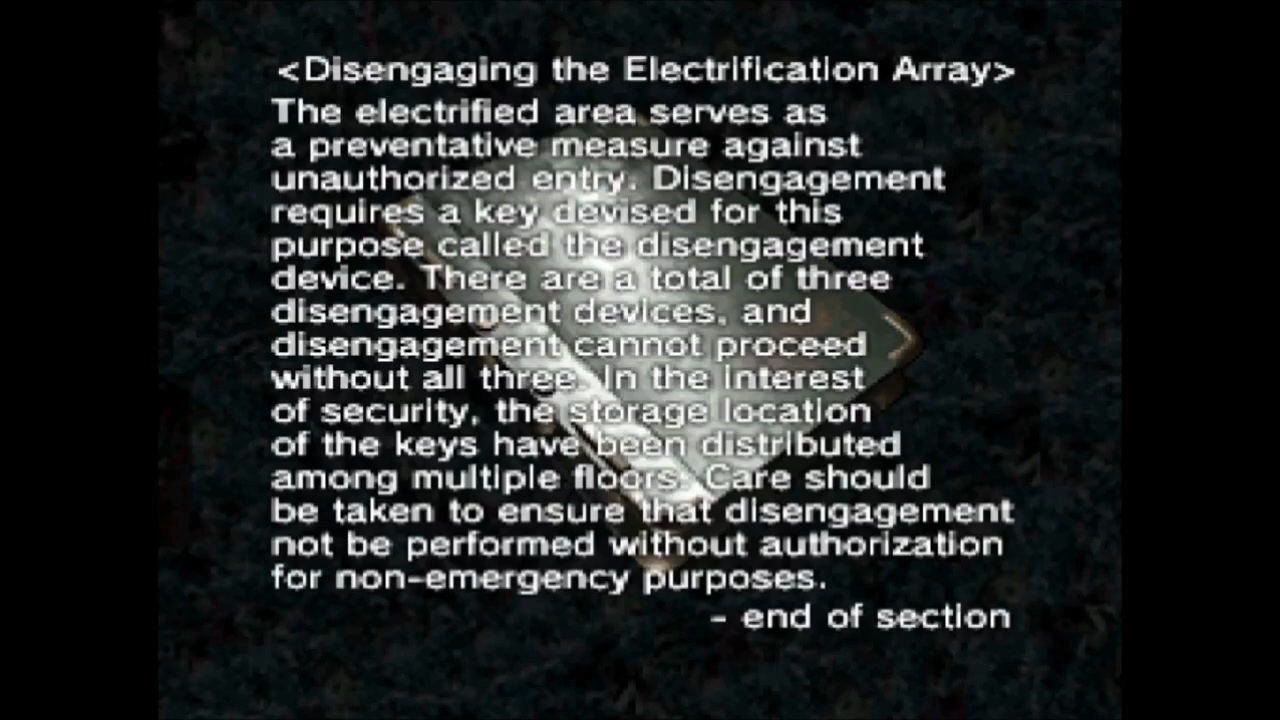 <Disengaging the Electrification Array>
The electrified area serves as
a preventative measure against
unauthorized entry. Disengagement
requires a key devised for this
purpose called the disengagement
device. There are a total of three
disengagement devices, and
disengagement cannot proceed
without all three. In the interest
of security, the storage location
of the keys have been distributed
among multiple floors. Care should
be taken to ensure that disengagement
not be performed without authorization
for non-emergency purposes.
- end of section